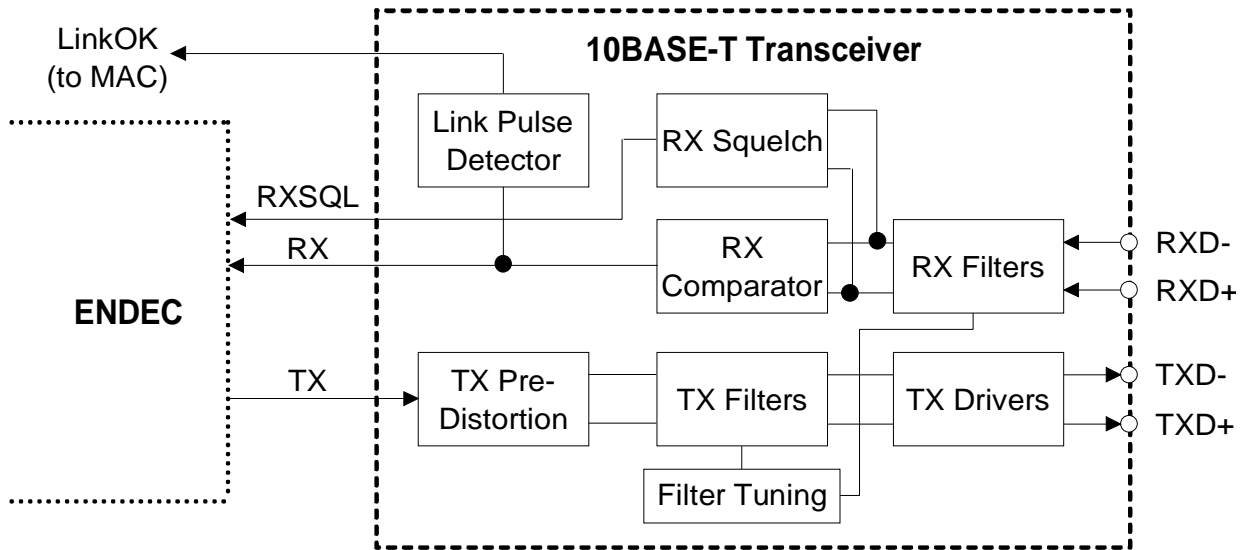 LinkOK
(to MAC)
10BASE-T Transceiver
Link Pulse
Detector
RX Squelch
RXSQL
RX
RX
Comparator
RX Filters
RXD-
RXD+
ENDEC
TX
TX Pre-
Distortion
TX Filters
TX Drivers
TXD-
TXD+
Filter Tuning